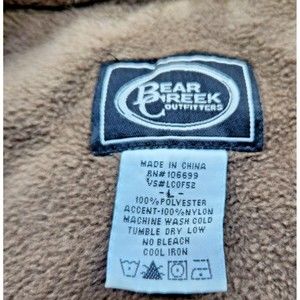 BEAR
CREEK
OUTFITTERS
MADE IN CHINA
RN#106699
VS#LC0F52
-L-
100%POLYESTER
ACCENT-100%NYLON
MACHINE WASH COLD
TUMBLE DRY LOW
NO BLEACH
COOL IRON